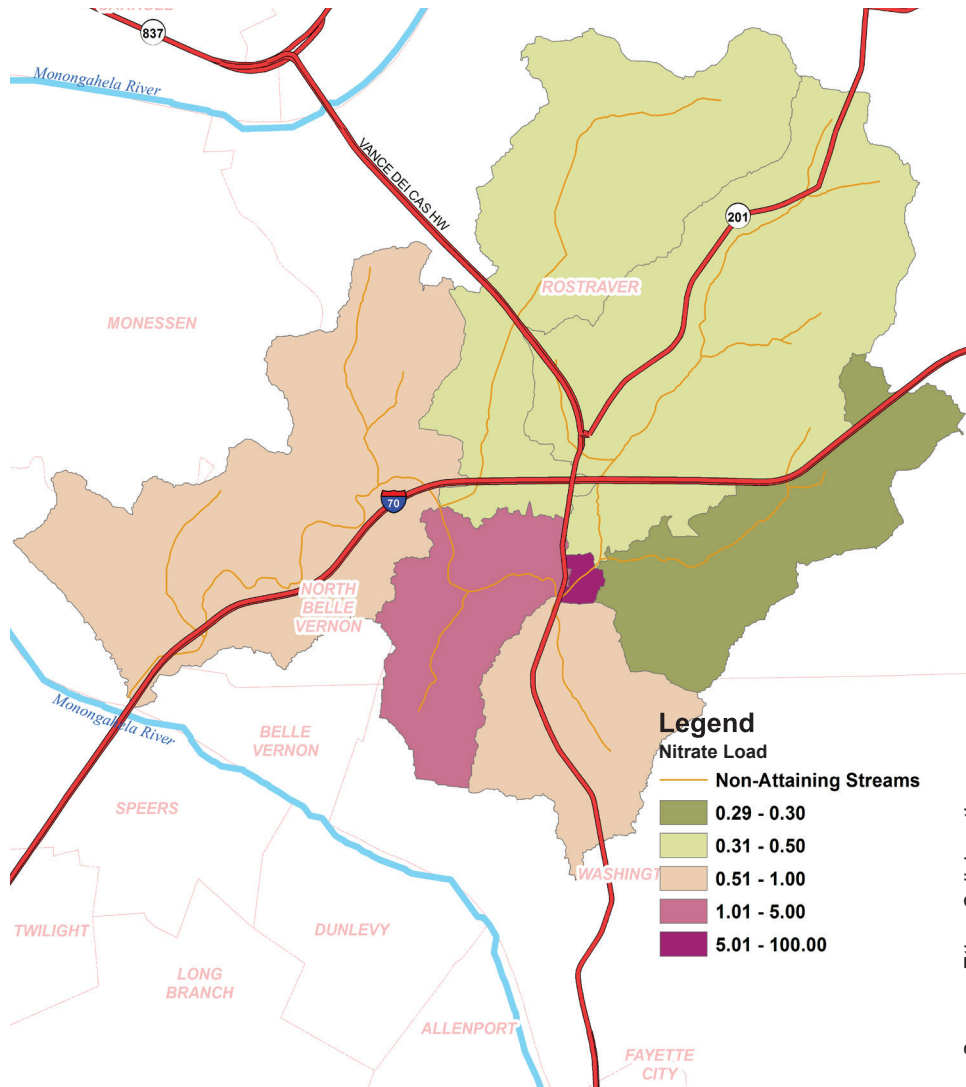 837
Monongahela River
VANCE DEI CAS HW
201
ROSTRAVER
MONESSEN
70
NORTH
BELLE
VERNON
Monongahela River
BELLE
VERNON
SPEERS
TWILIGHT
DUNLEVY
LONG
BRANCH
ALLENPORT
FAYETTE
CITY
WASHINGT
Legend
Nitrate Load
Non-Attaining Streams
0.29 - 0.30
0.31 - 0.50
0.51 - 1.00
1.01 - 5.00
5.01 - 100.00